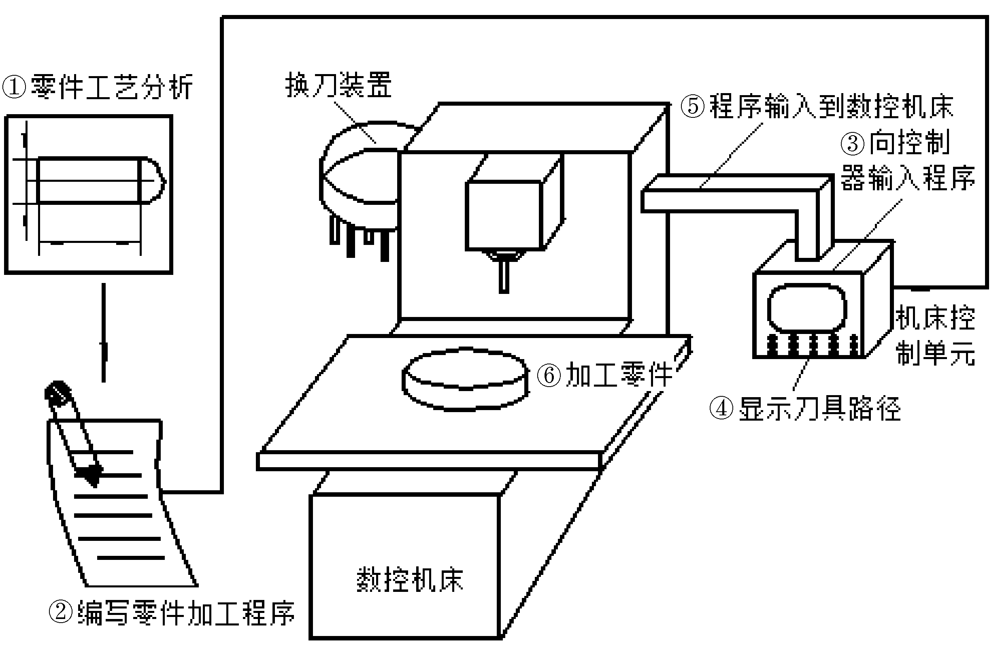 ①零件工艺分析
换刀装置
⑤程序输入到数控机床
③向控制
器输入程序
机床控
制单元
⑥加工零件
④显示刀具路径
数控机床
②编写零件加工程序